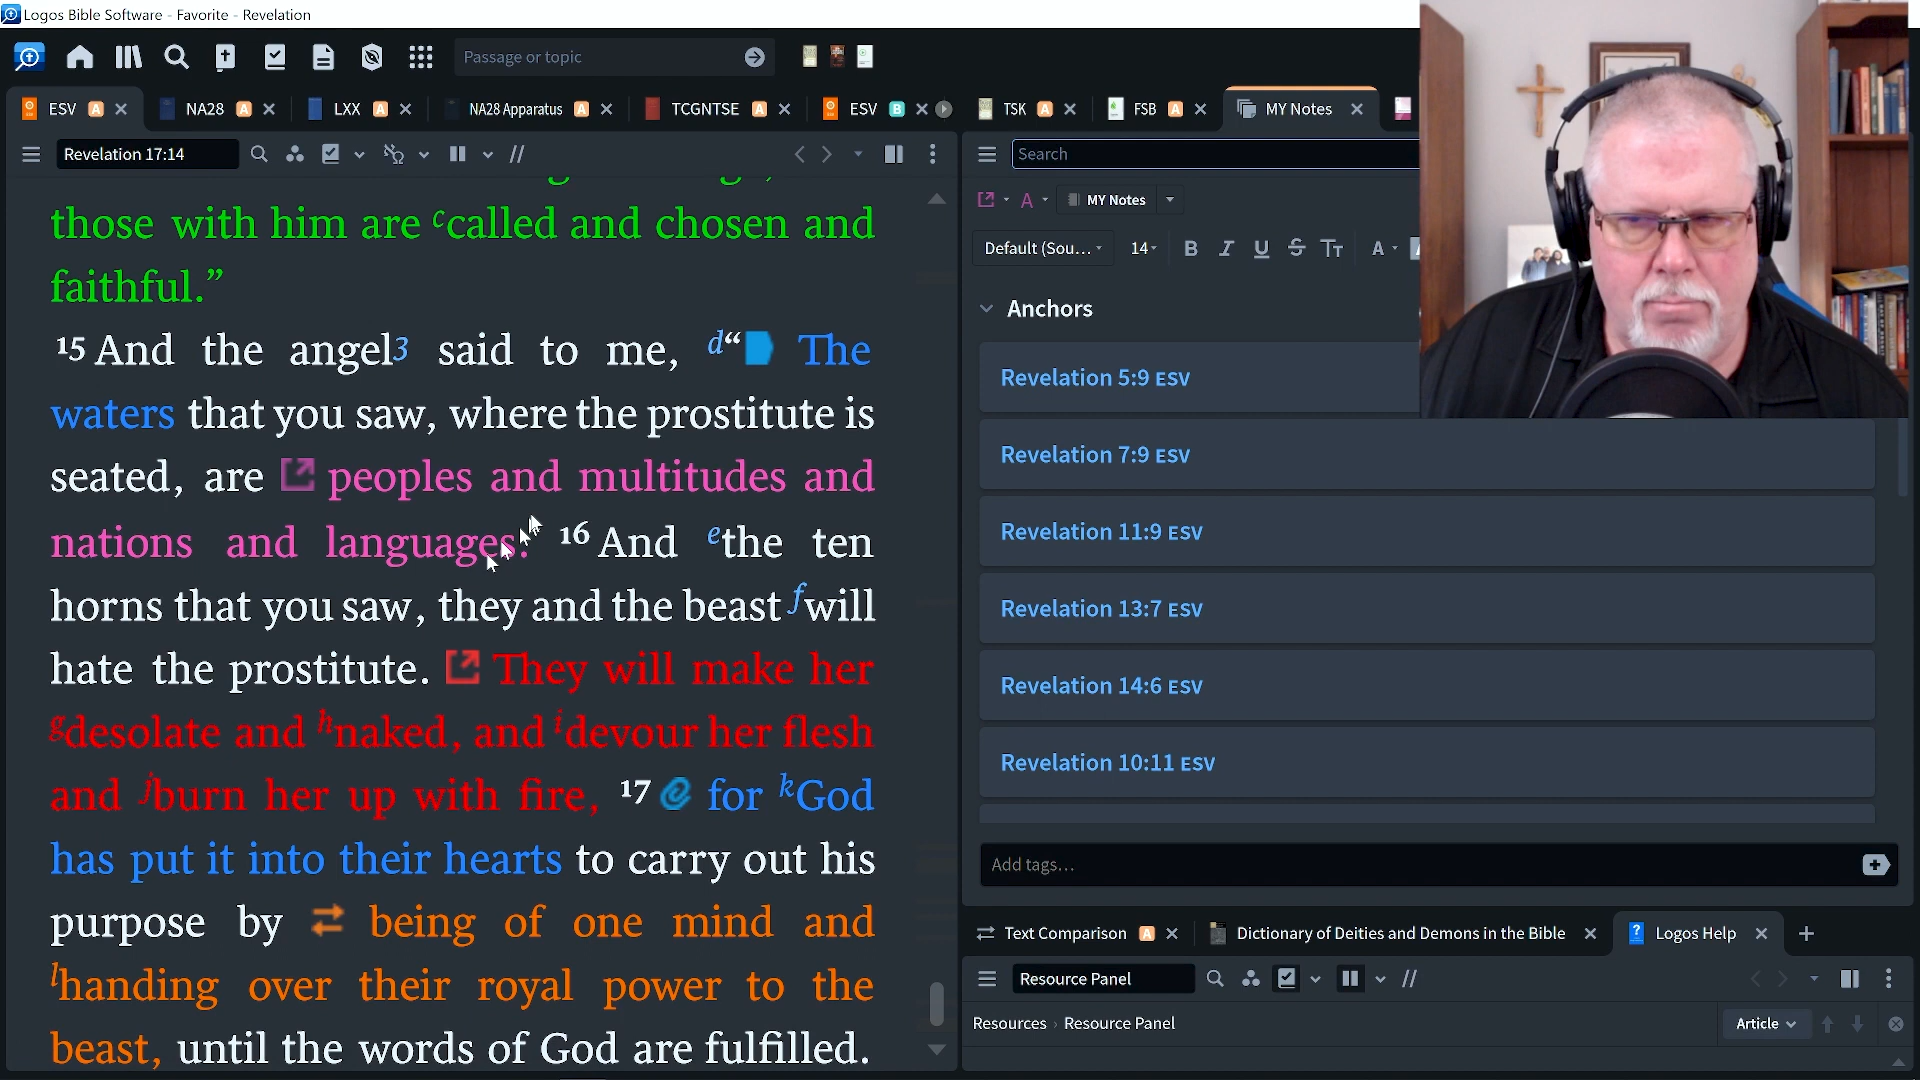 Logos Bible Software - Favorite - Revelation
Passage or topic
ESV A
NA28 A
LXX A
NA28 Apparatus A
TCGNTSE A
ESV B
TSK A
FSB A
MY Notes
Revelation 17:14
Search
A
MY Notes
Default (Sou...
14
B I U S Tт A
those with him are c called and chosen and
faithful.”
15 And the angel3 said to me, d“ The
waters that you saw, where the prostitute is
seated, are peoples and multitudes and
nations and languages.
16 And e the ten
horns that you saw, they and the beast f will
hate the prostitute. They will make her
g desolate and h naked, and i devour her flesh
and j burn her up with fire, 17 for k God
has put it into their hearts to carry out his
purpose by being of one mind and
l handing over their royal power to the
beast, until the words of God are fulfilled.
Anchors
Revelation 5:9 ESV
Revelation 7:9 ESV
Revelation 11:9 ESV
Revelation 13:7 ESV
Revelation 14:6 ESV
Revelation 10:11 ESV
Add tags...
Text Comparison A
Dictionary of Deities and Demons in the Bible
Logos Help
Resource Panel
Resources › Resource Panel
Article